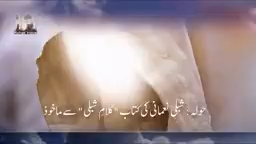 حوالہ : شبلی نعمانی کی کتاب "کلامِ شبلی" سے ماخوذ